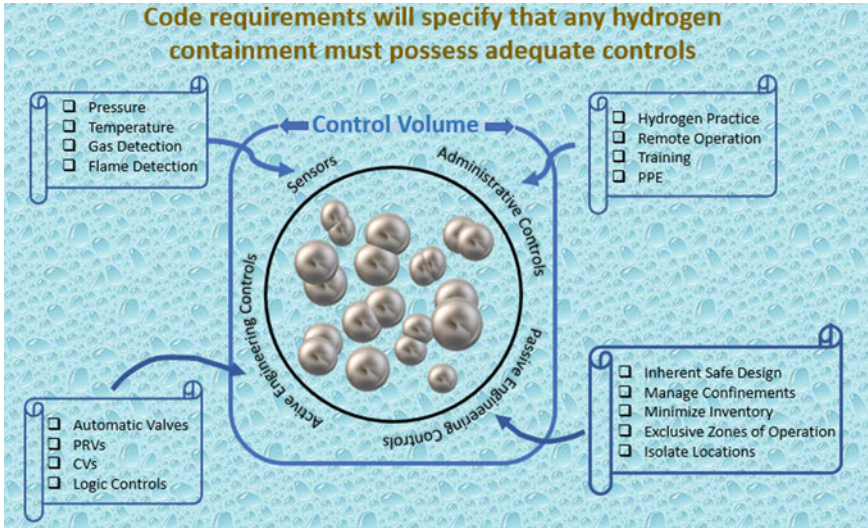 Code requirements will specify that any hydrogen
containment must possess adequate controls
Pressure
Temperature
Gas Detection
Flame Detection
Control Volume
Hydrogen Practice
Remote Operation
Training
PPE
Sensors
Administrative Controls
Active Engineering Controls
Passive Engineering Controls
Automatic Valves
PRVs
CVs
Logic Controls
Inherent Safe Design
Manage Confinements
Minimize Inventory
Exclusive Zones of Operation
Isolate Locations